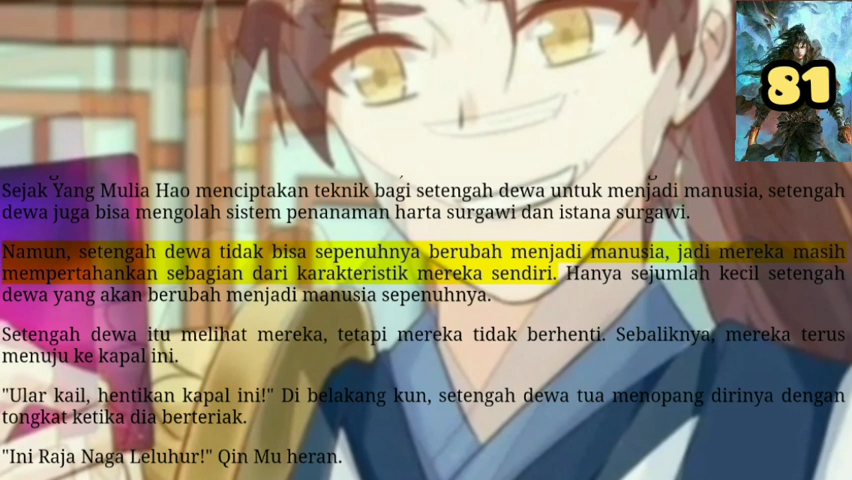 81
Sejak Yang Mulia Hao menciptakan teknik bagi setengah dewa untuk menjadi manusia, setengah
dewa juga bisa mengolah sistem penanaman harta surgawi dan istana surgawi.
Namun, setengah dewa tidak bisa sepenuhnya berubah menjadi manusia, jadi mereka masih
mempertahankan sebagian dari karakteristik mereka sendiri. Hanya sejumlah kecil setengah
dewa yang akan berubah menjadi manusia sepenuhnya.
Setengah dewa itu melihat mereka, tetapi mereka tidak berhenti. Sebaliknya, mereka terus
menuju ke kapal ini.
"Ular kail, hentikan kapal ini!" Di belakang kun, setengah dewa tua menopang dirinya dengan
tongkat ketika dia berteriak.
"Ini Raja Naga Leluhur!" Qin Mu heran.